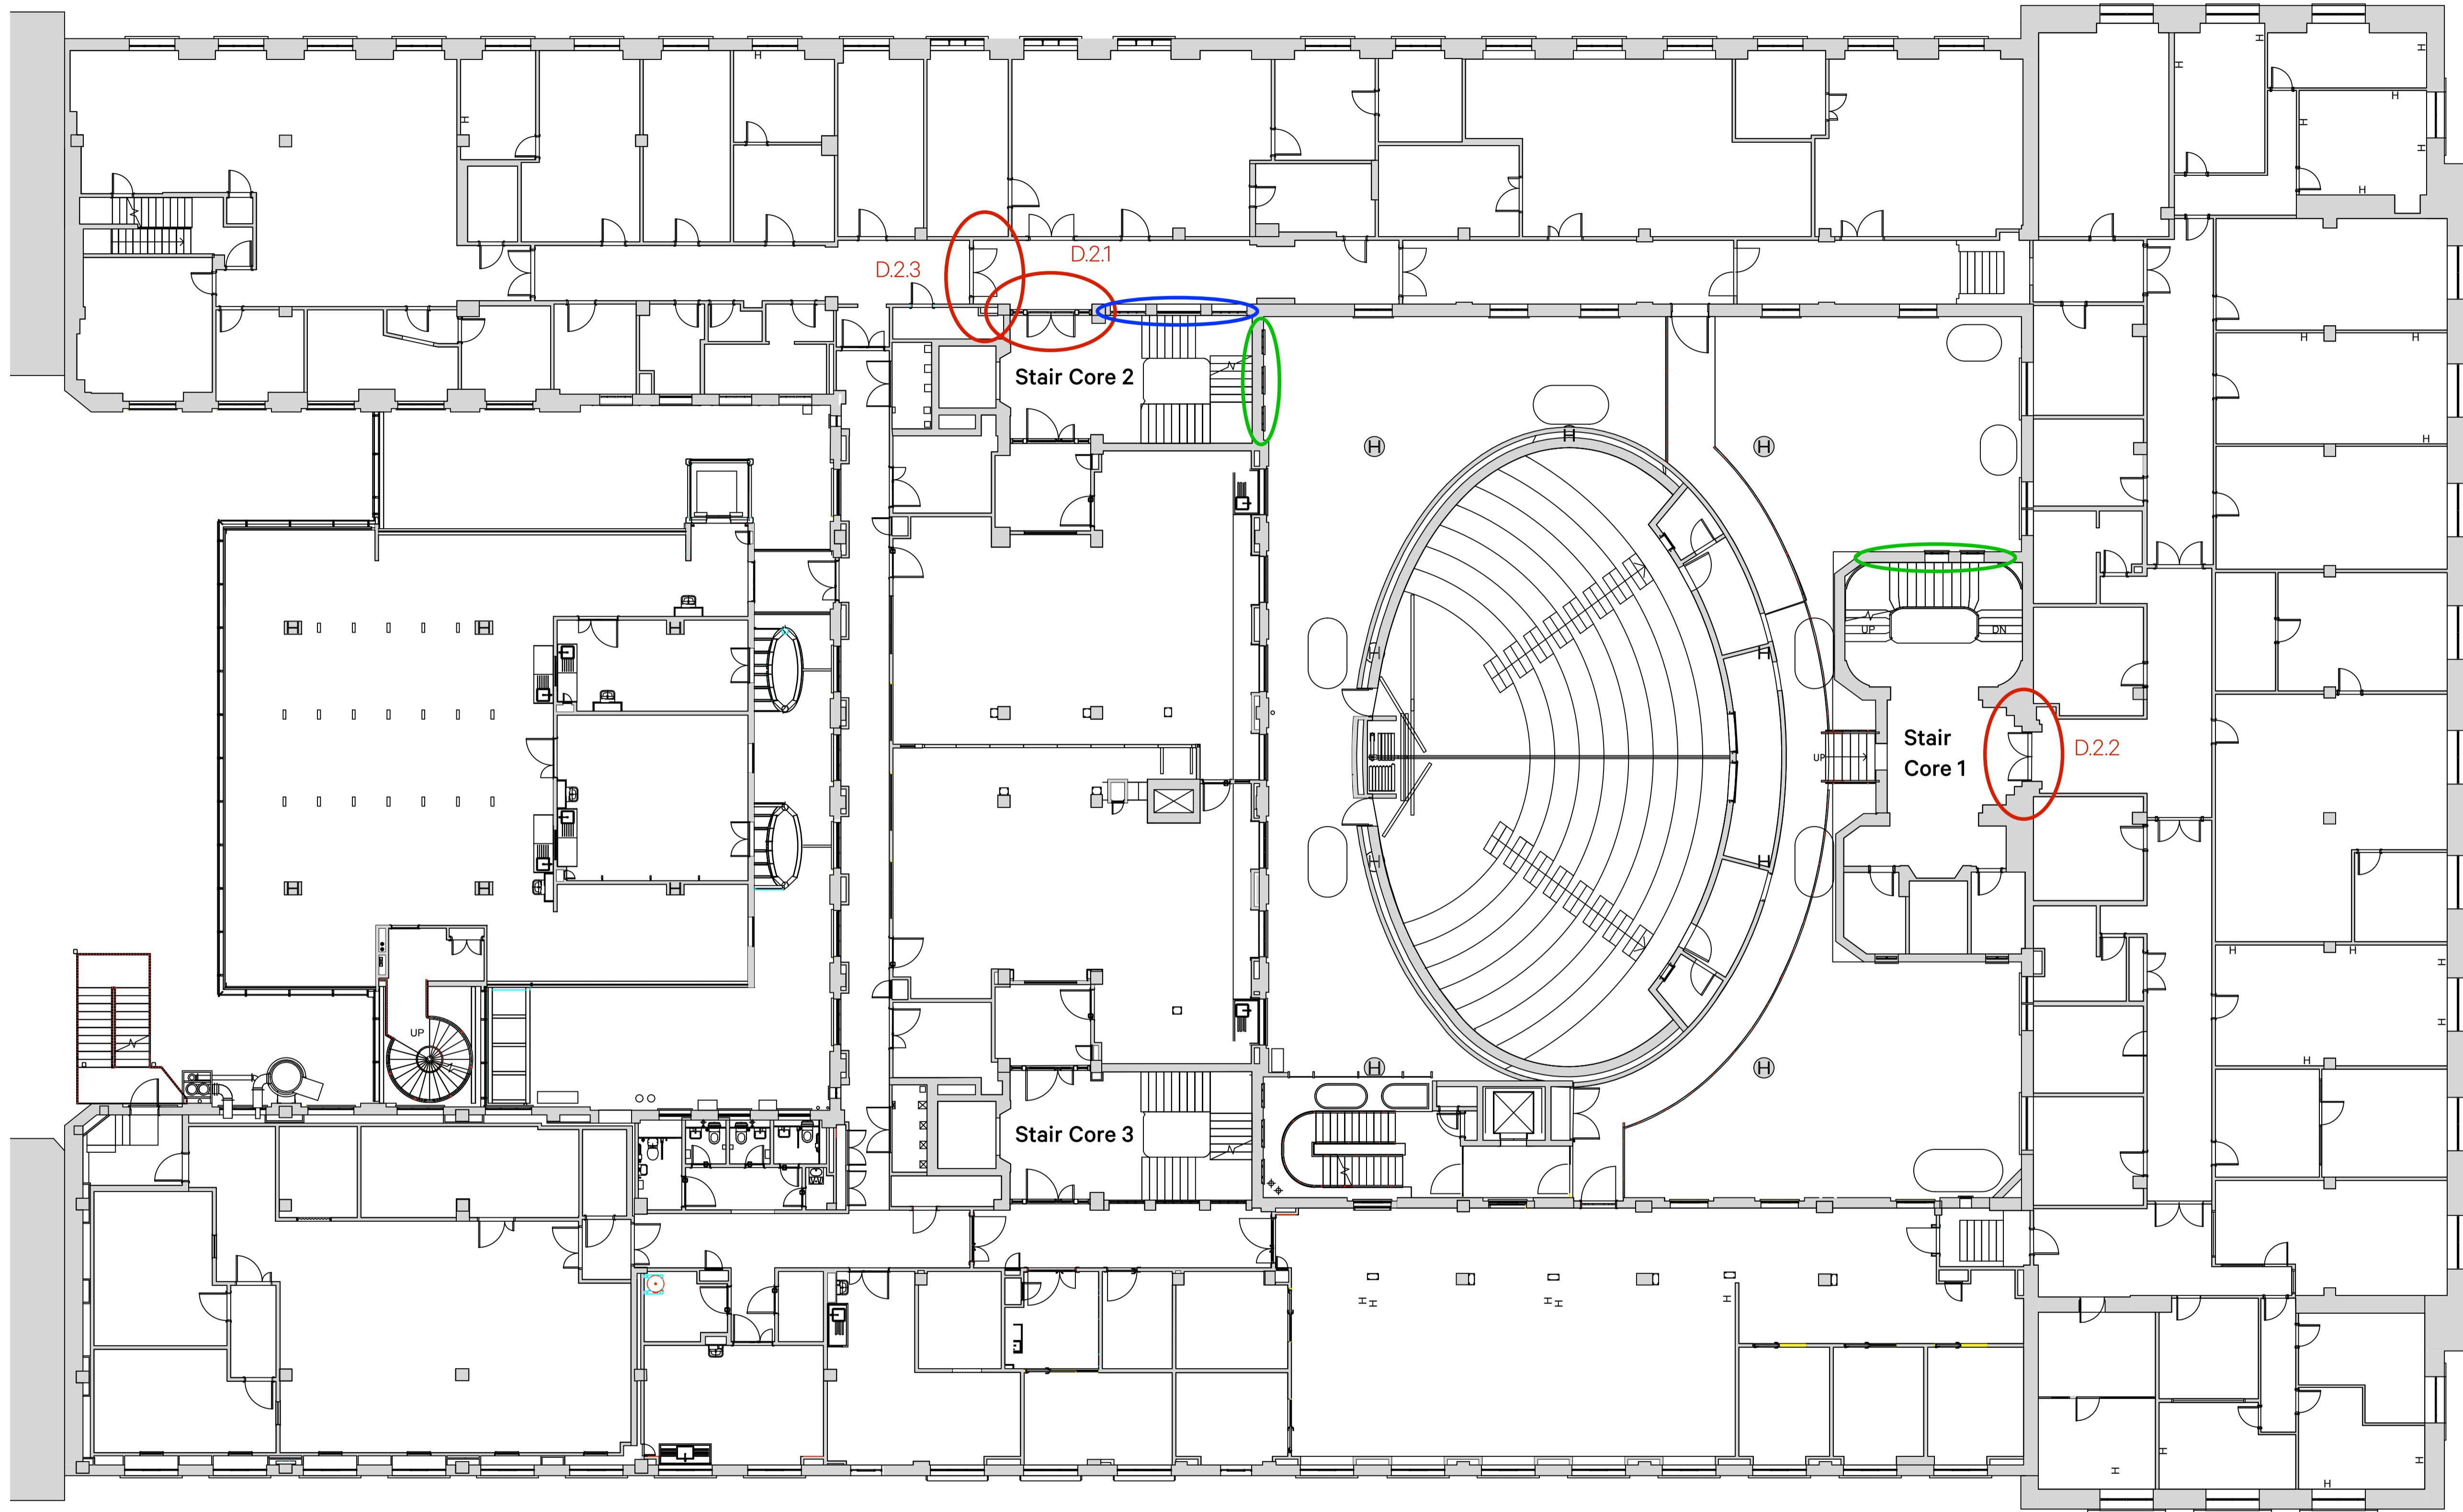 D.2.1
D.2.3
Stair Core 2
UP
DN
Stair
Core 1
UP
D.2.2
UP
Stair Core 3